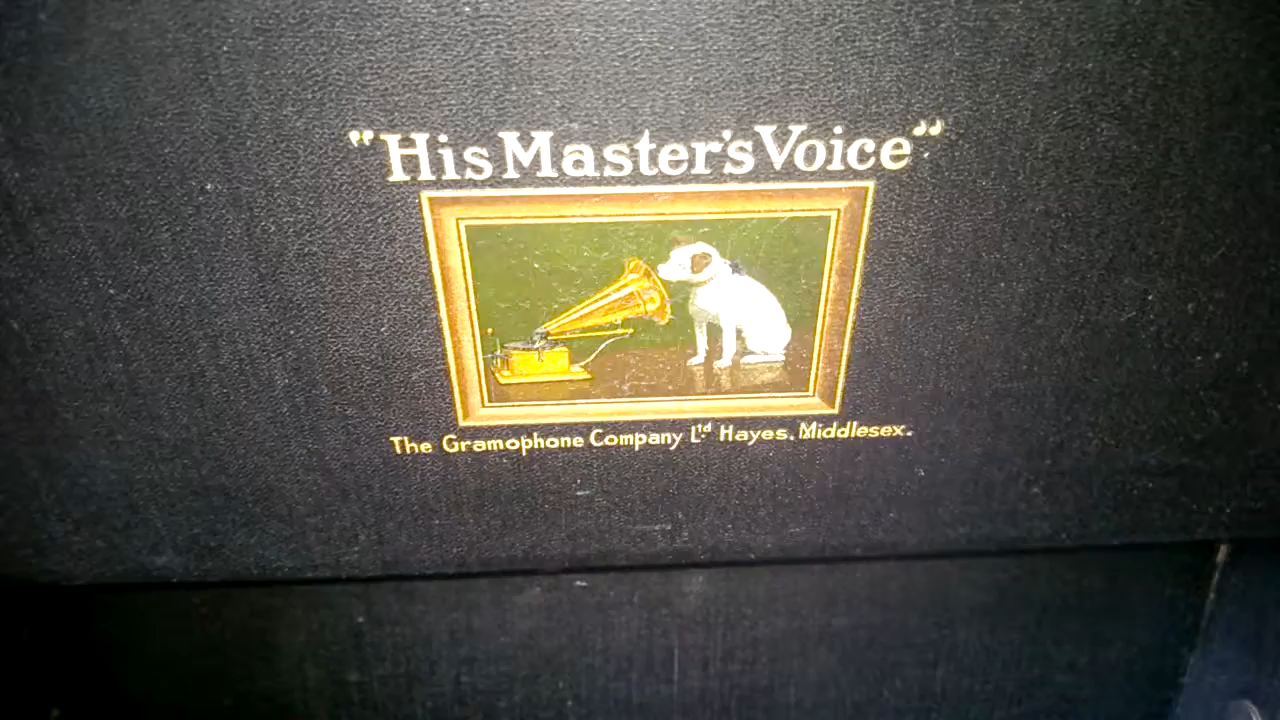 "His Master's Voice"
The Gramophone Company Ltd Hayes. Middlesex.